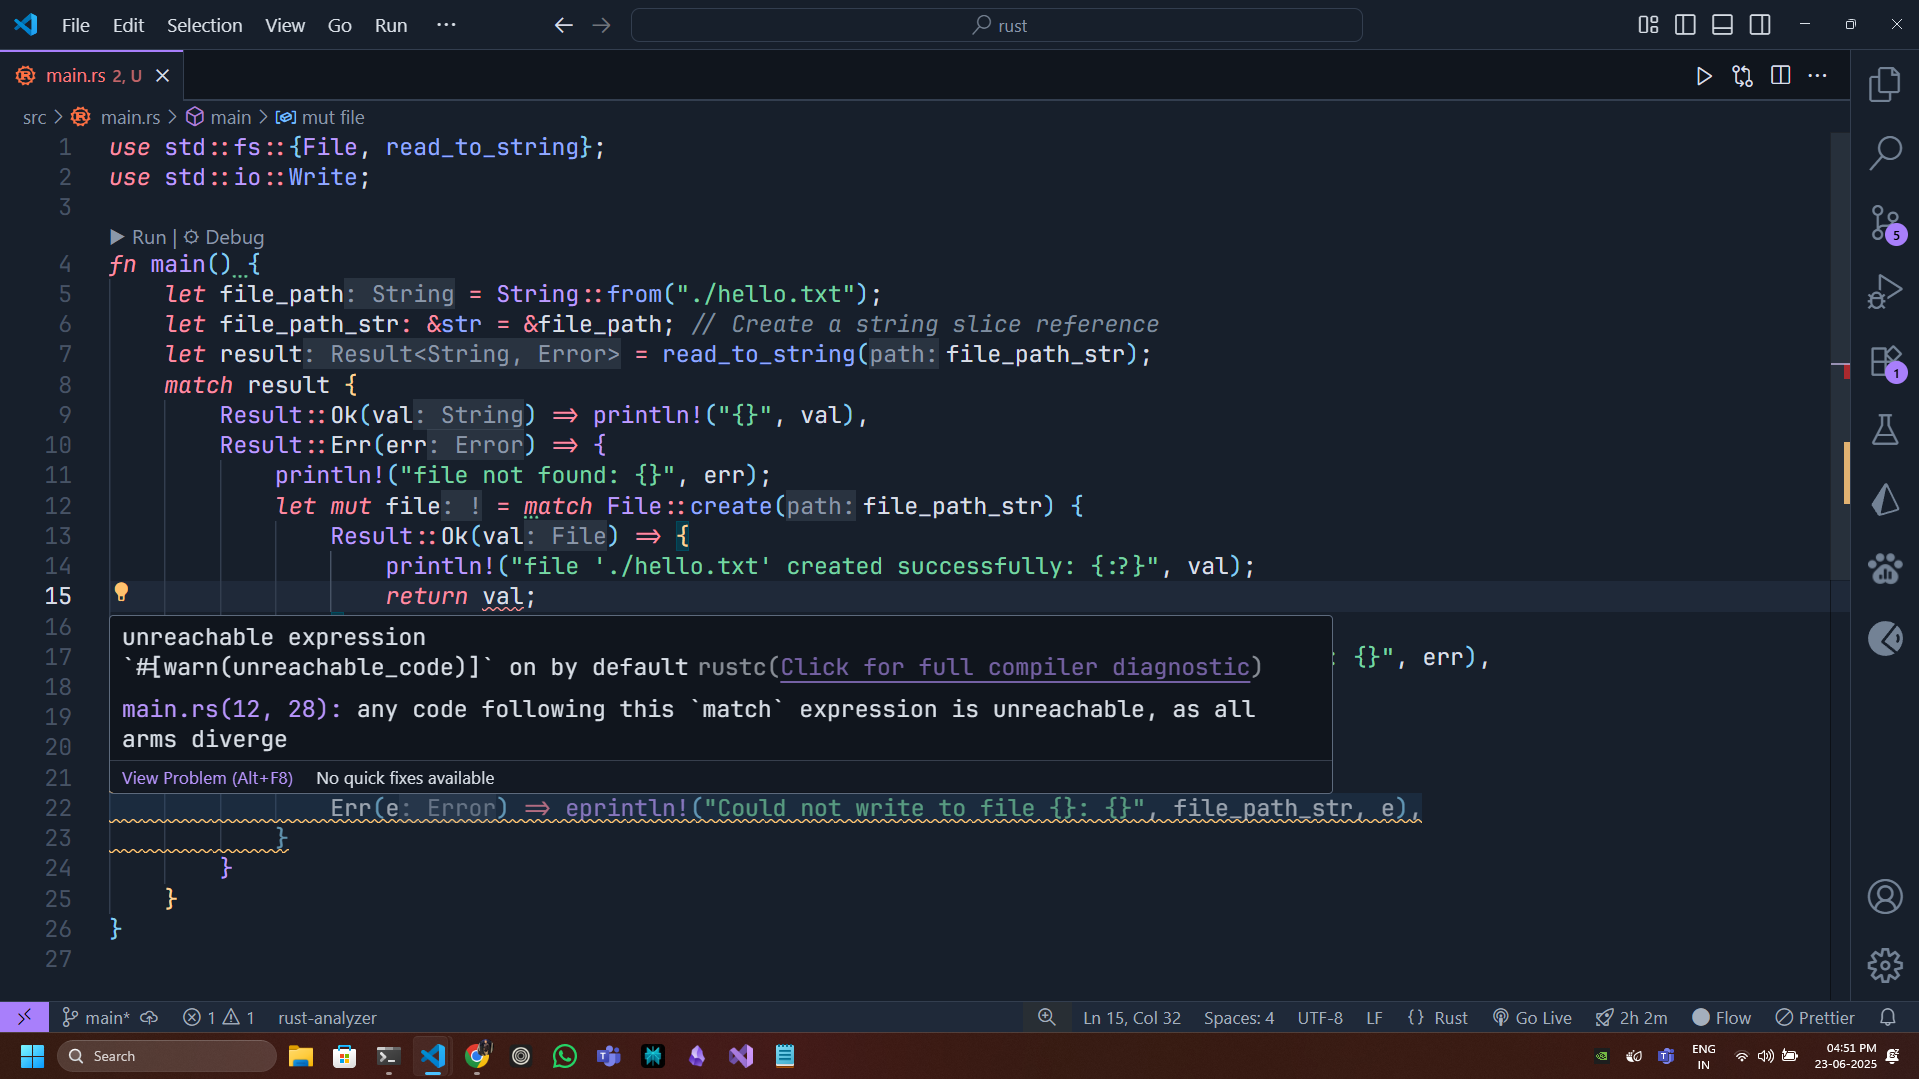 File Edit Selection View Go Run ··· rust
main.rs 2, U
src > main.rs > main > mut file
1 use std::fs::{File, read_to_string};
2 use std::io::Write;
3
Run | Debug
4 fn main() {
5 let file_path: String = String::from("./hello.txt");
6 let file_path_str: &str = &file_path; // Create a string slice reference
7 let result: Result<String, Error> = read_to_string(path: file_path_str);
8 match result {
9 Result::Ok(val: String) => println!("{}", val),
10 Result::Err(err: Error) => {
11 println!("file not found: {}", err);
12 let mut file: ! = match File::create(path: file_path_str) {
13 Result::Ok(val: File) => {
14 println!("file './hello.txt' created successfully: {:?}", val);
15 return val;
16
unreachable expression
17 : {}", err),
`#[warn(unreachable_code)]` on by default rustc(Click for full compiler diagnostic)
18
19 main.rs(12, 28): any code following this `match` expression is unreachable, as all
20 arms diverge
21 View Problem (Alt+F8) No quick fixes available
22 Err(e: Error) => eprintln!("Could not write to file {}: {}", file_path_str, e),
23 }
24 }
25 }
26 }
27
5
1
main* 1 1 rust-analyzer Ln 15, Col 32 Spaces: 4 UTF-8 LF {} Rust Go Live 2h 2m Flow Prettier
Search ENG IN 04:51 PM 23-06-2025